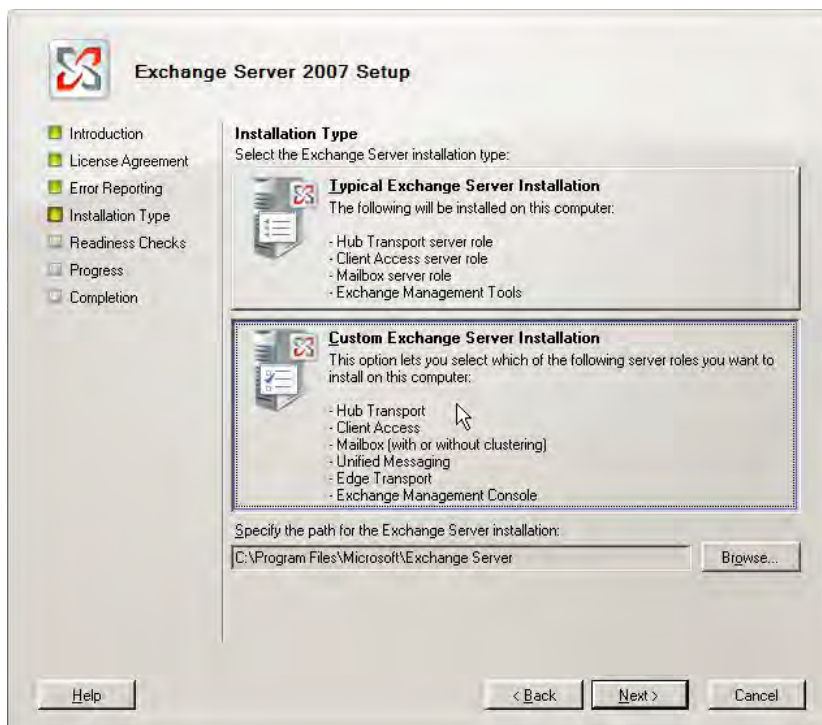 Exchange Server 2007 Setup
Introduction
License Agreement
Error Reporting
Installation Type
Readiness Checks
Progress
Completion
Installation Type
Select the Exchange Server installation type:
Typical Exchange Server Installation
The following will be installed on this computer:
- Hub Transport server role
- Client Access server role
- Mailbox server role
- Exchange Management Tools
Custom Exchange Server Installation
This option lets you select which of the following server roles you want to
install on this computer:
- Hub Transport
- Client Access
- Mailbox (with or without clustering)
- Unified Messaging
- Edge Transport
- Exchange Management Console
Specify the path for the Exchange Server installation:
C:\Program Files\Microsoft\Exchange Server
Browse...
Help
< Back
Next >
Cancel